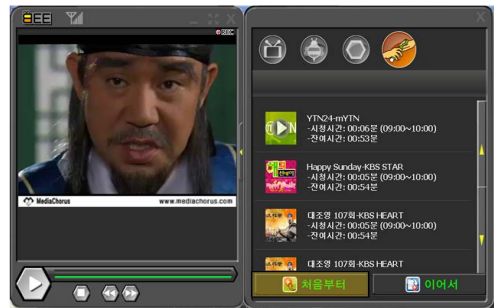 BEE
REC
MediaChorus
www.mediachorus.com
YTN24-mYTN
-시청시간: 00:06분 (09:00~10:00)
-잔여시간: 00:53분
Happy Sunday-KBS STAR
-시청시간: 00:05분 (09:00~10:00)
-잔여시간: 00:54분
대조영 107회-KBS HEART
-시청시간: 00:05분 (09:00~10:00)
-잔여시간: 00:54분
대조영 107회-KBS HEART
처음부터
이어서